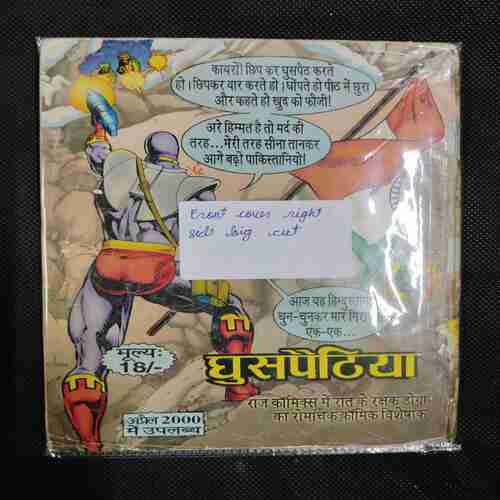 कायरों! छिप कर घुसपैठ करते
हो। छिपकर वार करते हो। घोंपते हो पीठ में छुरा
और कहते हो खुद को फौजी!
अरे हिम्मत है तो मर्द की
तरह...मेरी तरह सीना तानकर
आगे बढ़ो पाकिस्तानियो!
Front cover right
side big cut
आज यह हिन्दुस्तानी
चुन-चुनकर मार गिरा
एक-एक...
मूल्य:
18/-
घुसपैठिया
राज कॉमिक्स में रात के रक्षक डोगा
का रोमांचक कॉमिक विशेषांक
अप्रैल 2000
में उपलब्ध